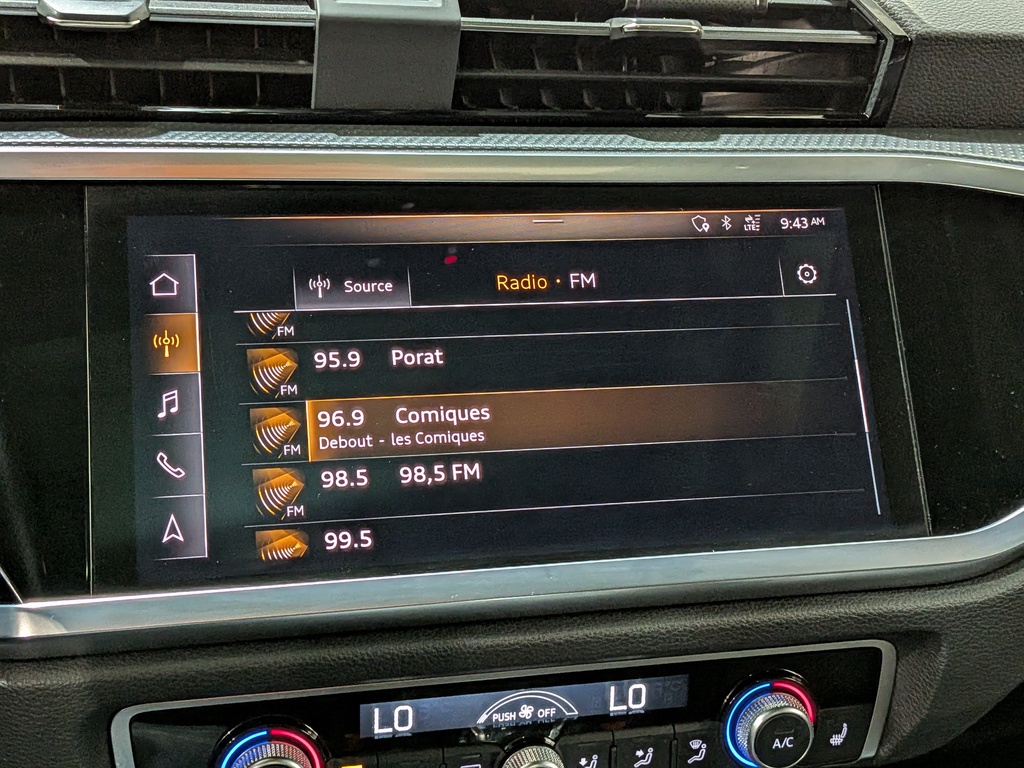 LTE 9:43 AM
Source Radio • FM
FM
95.9 Porat
FM
96.9 Comiques
Debout - les Comiques
FM
98.5 98,5 FM
FM
99.5
LO PUSH OFF LO
A/C